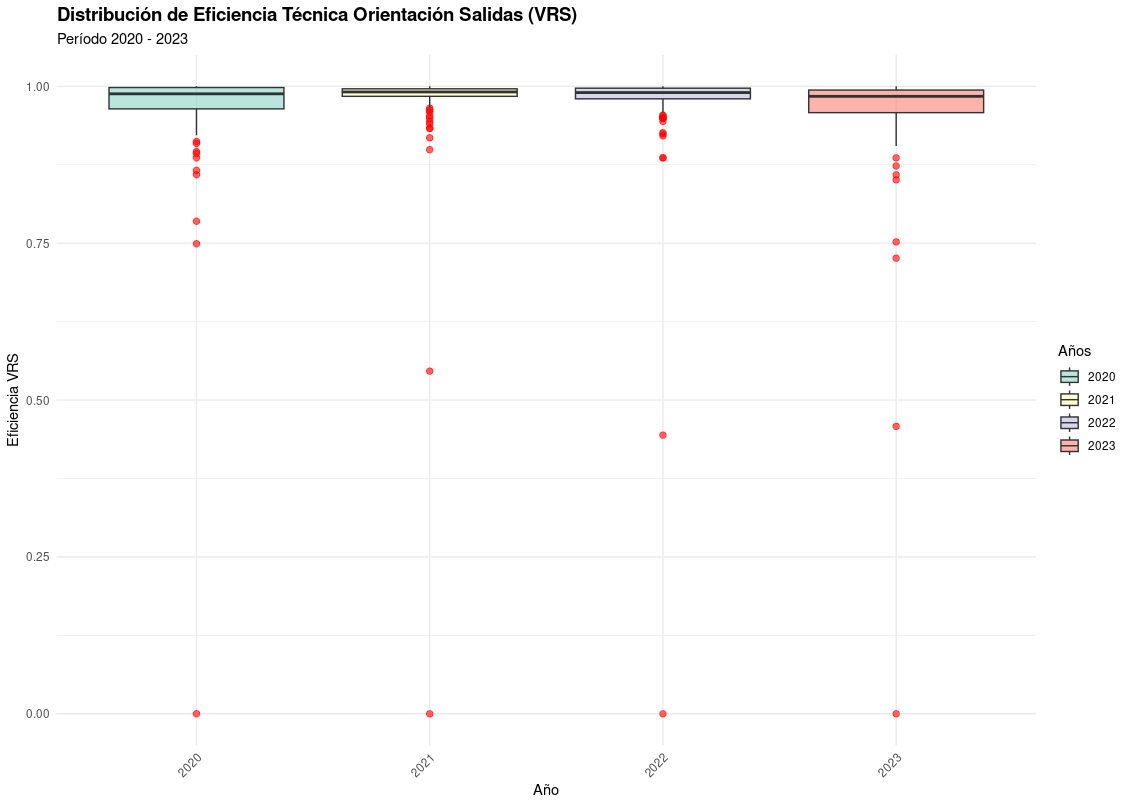 Distribución de Eficiencia Técnica Orientación Salidas (VRS)
Período 2020 - 2023
1.00
0.75
0.50
0.25
0.00
Eficiencia VRS
2020
2021
2022
2023
Año
Años
2020
2021
2022
2023